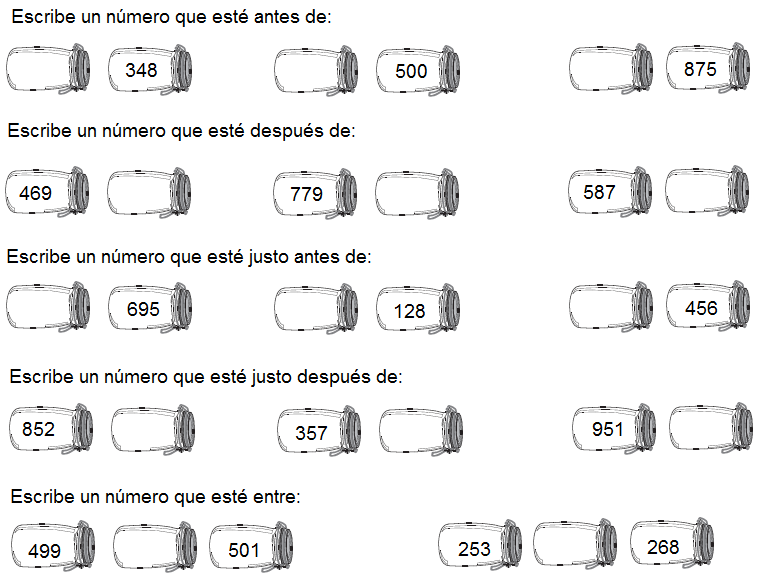 Escribe un número que esté antes de:
348 500 875
Escribe un número que esté después de:
469 779 587
Escribe un número que esté justo antes de:
695 128 456
Escribe un número que esté justo después de:
852 357 951
Escribe un número que esté entre:
499 501 253 268